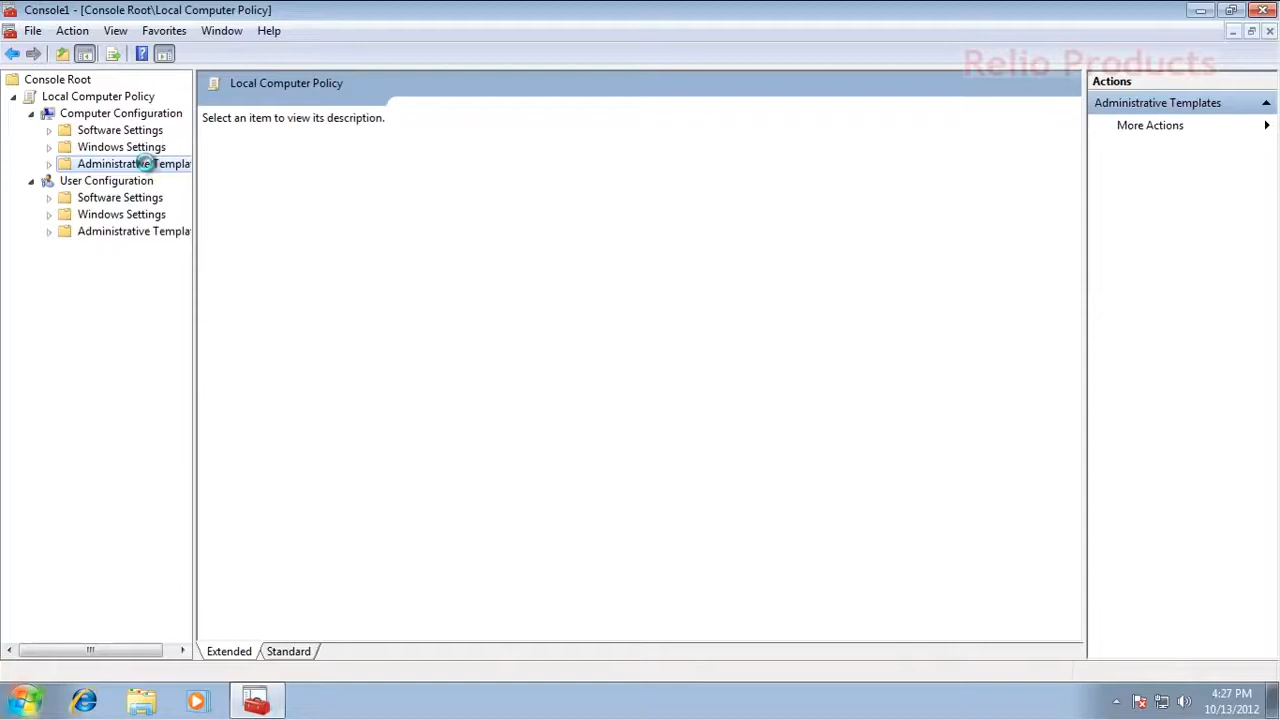 Console1 - [Console Root\Local Computer Policy]
File Action View Favorites Window Help
Relio Products
Console Root
Local Computer Policy
Computer Configuration
Software Settings
Windows Settings
Administrative Templa
User Configuration
Software Settings
Windows Settings
Administrative Templa
Local Computer Policy
Select an item to view its description.
Extended Standard
Actions
Administrative Templates
More Actions
4:27 PM
10/13/2012